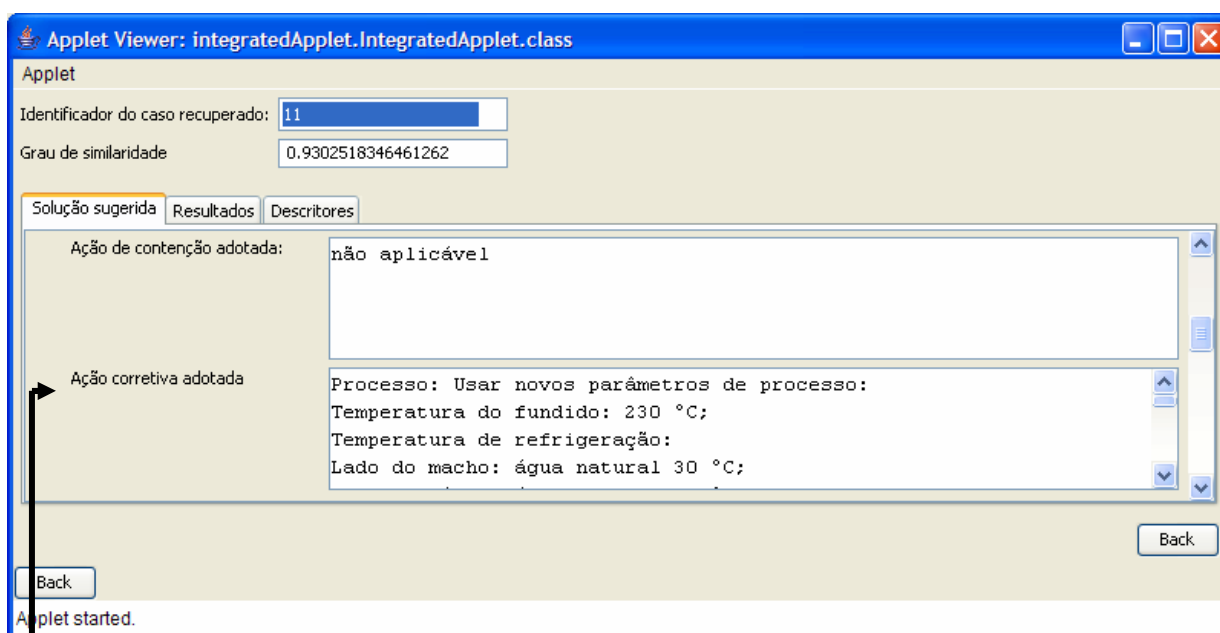 Applet Viewer: integratedApplet.IntegratedApplet.class
Applet
Identificador do caso recuperado: 11
Grau de similaridade 0.9302518346461262
Solução sugerida Resultados Descritores
Ação de contenção adotada: não aplicável
Ação corretiva adotada Processo: Usar novos parâmetros de processo:
Temperatura do fundido: 230 °C;
Temperatura de refrigeração:
Lado do macho: água natural 30 °C;
Back
Back
Applet started.